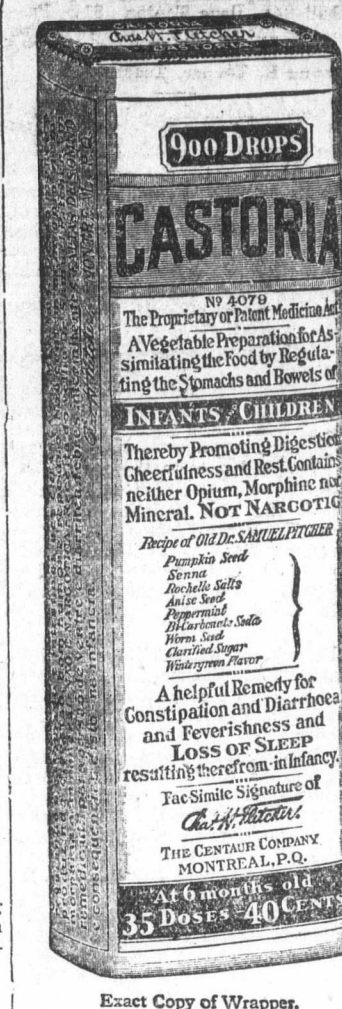 CASTORIA
Chas H. Fletcher
CASTORIA
900 DROPS
CASTORIA
Nº 4079
The Proprietary or Patent Medicine Act
A Vegetable Preparation for As-
similating the Food by Regula-
ting the Stomachs and Bowels of
INFANTS CHILDREN
Thereby Promoting Digestion
Cheerfulness and Rest. Contains
neither Opium, Morphine nor
Mineral. NOT NARCOTIC
Recipe of Old Dr. SAMUEL PITCHER
Pumpkin Seed
Senna
Rochelle Salts
Anise Seed
Peppermint
Bi Carbonate Soda
Worm Seed
Clarified Sugar
Wintergreen Flavor
A helpful Remedy for
Constipation and Diarrhoea
and Feverishness and
LOSS OF SLEEP
resulting therefrom in Infancy.
Fac Simile Signature of
Chas. H. Fletcher.
THE CENTAUR COMPANY
MONTREAL, P.Q.
At 6 months old
35 DOSES 40 CENTS
Exact Copy of Wrapper.